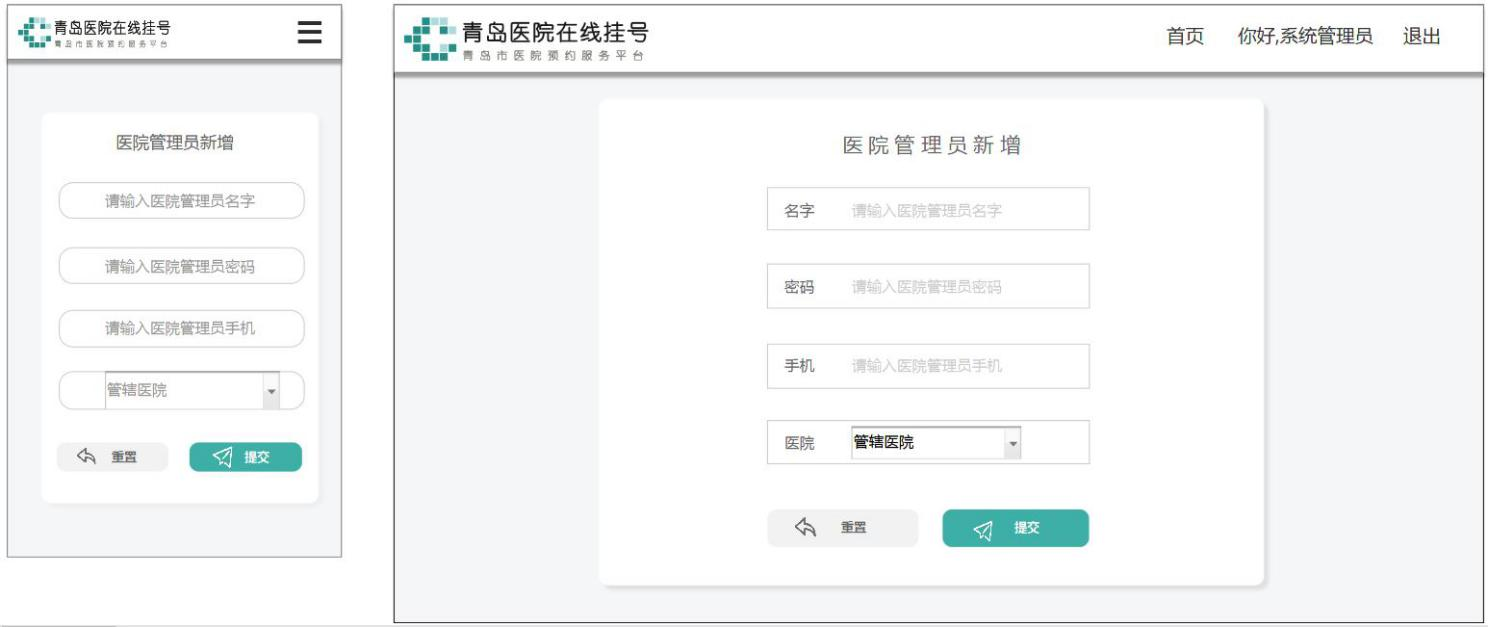 青岛医院在线挂号
青岛市医院预约服务平台
医院管理员新增
请输入医院管理员名字
请输入医院管理员密码
请输入医院管理员手机
管辖医院
重置 提交
青岛医院在线挂号
青岛市医院预约服务平台
首页 你好,系统管理员 退出
医院管理员新增
名字 请输入医院管理员名字
密码 请输入医院管理员密码
手机 请输入医院管理员手机
医院 管辖医院
重置 提交